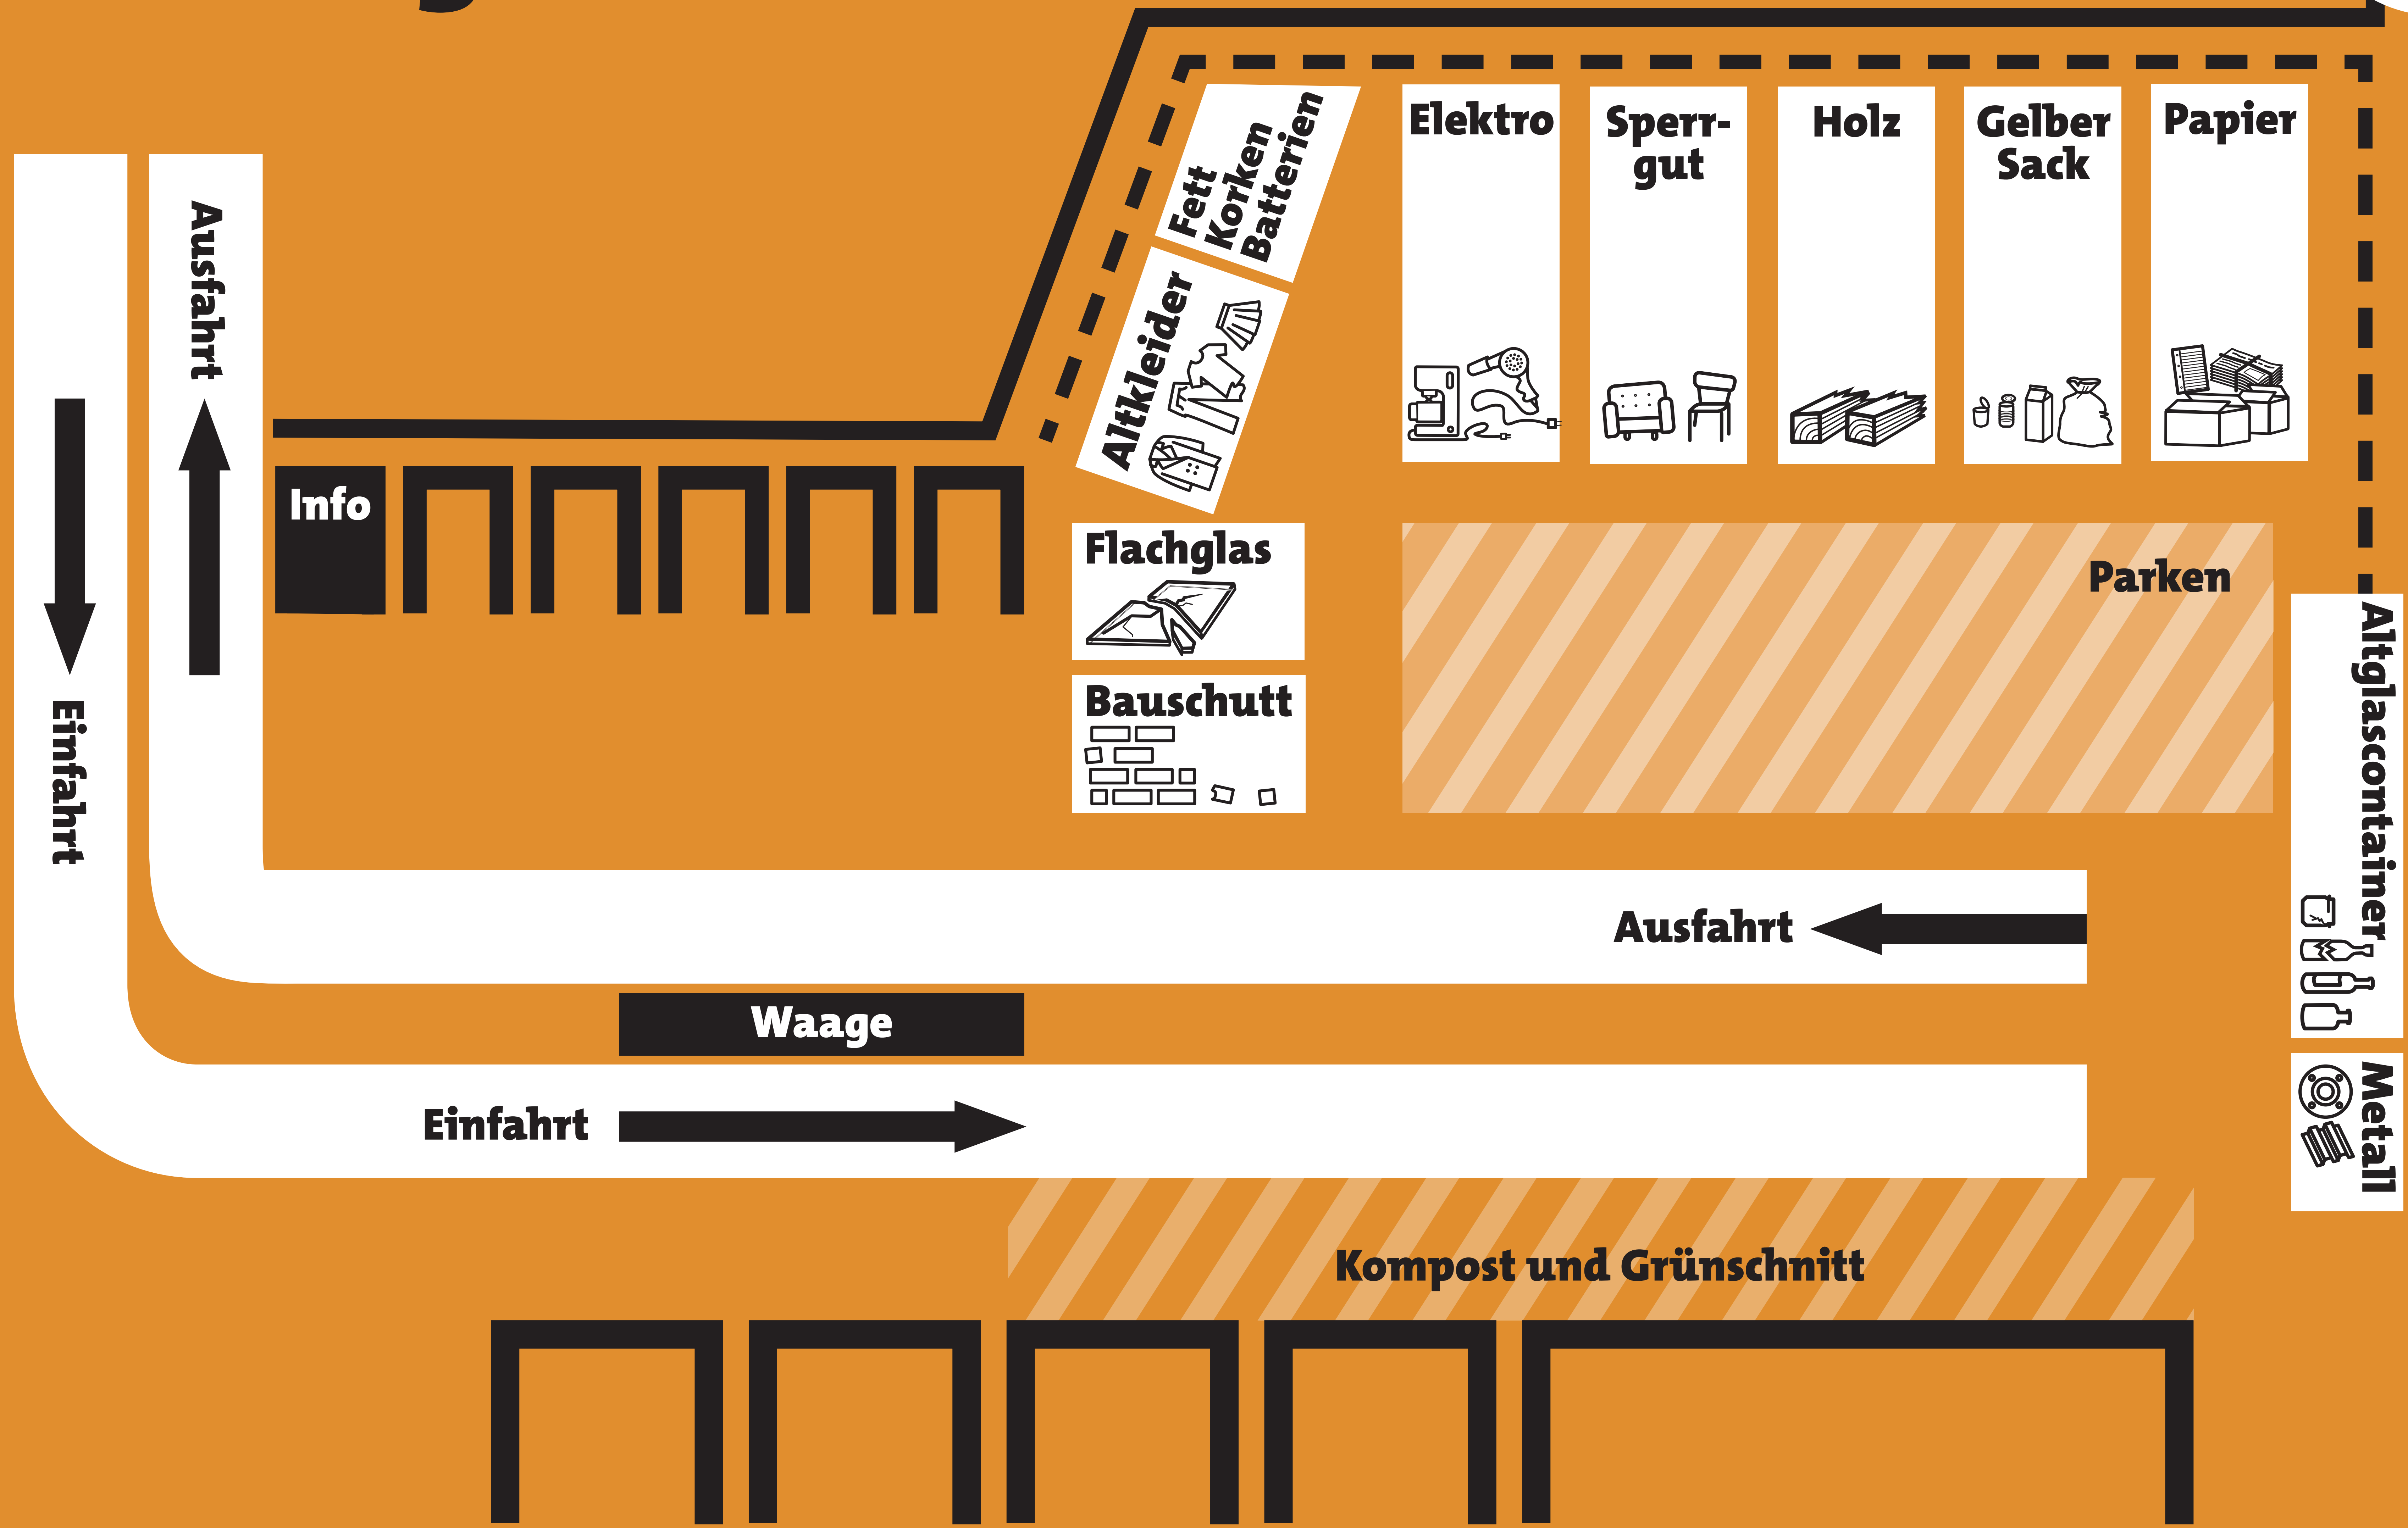 Elektro
Sperr-
gut
Holz
Gelber
Sack
Papier
Fett
Korken
Batterien
Altkleider
Ausfahrt
Einfahrt
Info
Flachglas
Bauschutt
Parken
Altglascontainer
Ausfahrt
Waage
Einfahrt
Metall
Kompost und Grünschnitt